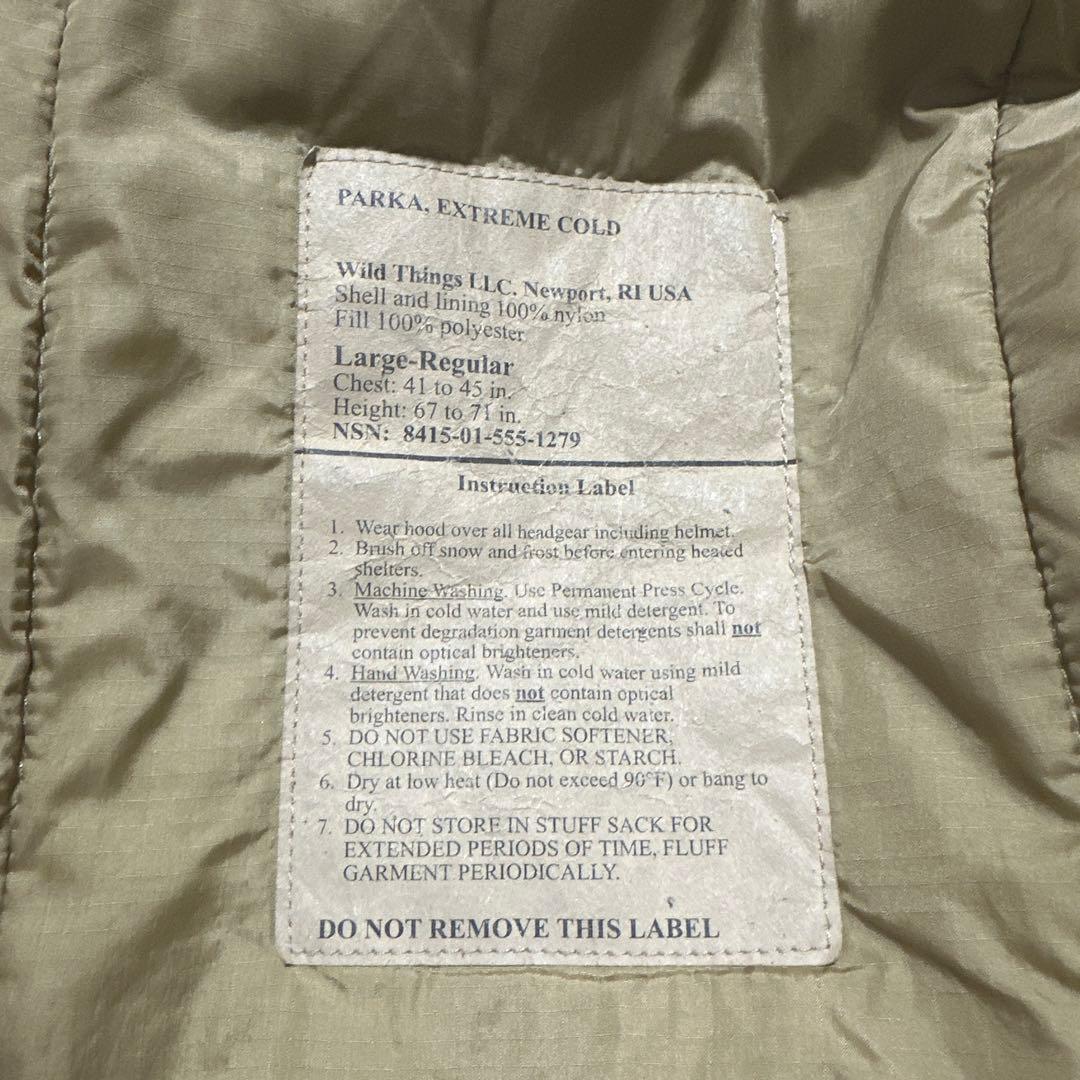 PARKA, EXTREME COLD
Wild Things LLC. Newport, RI USA
Shell and lining 100% nylon
Fill 100% polyester
Large-Regular
Chest: 41 to 45 in.
Height: 67 to 71 in.
NSN: 8415-01-555-1279
Instruction Label
1. Wear hood over all headgear including helmet.
2. Brush off snow and frost before entering heated
shelters.
3. Machine Washing. Use Permanent Press Cycle.
Wash in cold water and use mild detergent. To
prevent degradation garment detergents shall not
contain optical brighteners.
4. Hand Washing. Wash in cold water using mild
detergent that does not contain optical
brighteners. Rinse in clean cold water.
5. DO NOT USE FABRIC SOFTENER,
CHLORINE BLEACH, OR STARCH.
6. Dry at low heat (Do not exceed 90°F) or hang to
dry.
7. DO NOT STORE IN STUFF SACK FOR
EXTENDED PERIODS OF TIME, FLUFF
GARMENT PERIODICALLY.
DO NOT REMOVE THIS LABEL